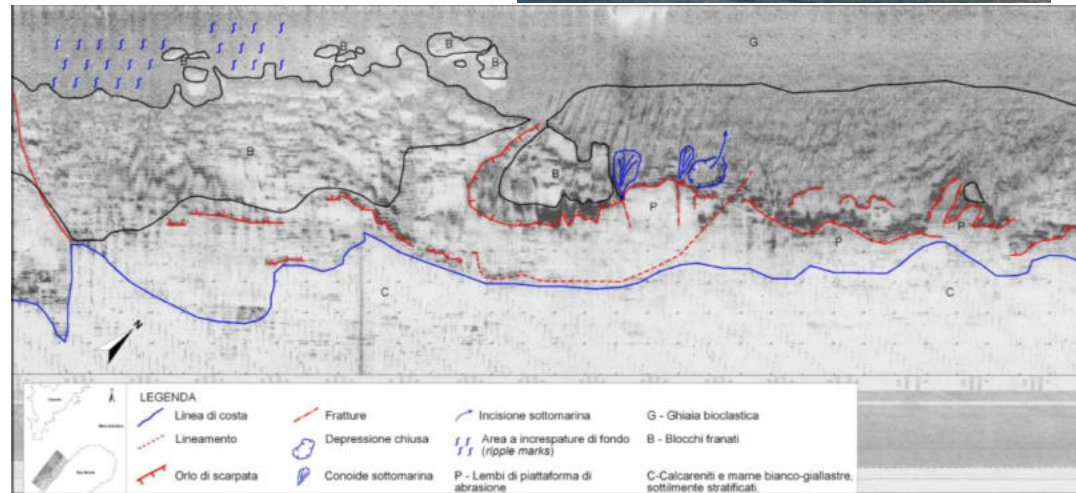 B
B
B
B
G
B
B
P
P
P
C
C
N
LEGENDA
Linea di costa
Fratture
Incisione sottomarina
G - Ghiaia bioclastica
Lineamento
Depressione chiusa
Area a increspature di fondo
(ripple marks)
B - Blocchi franati
Orlo di scarpata
Conoide sottomarina
P - Lembi di piattaforma di
abrasione
C-Calcareniti e marne bianco-giallastre,
sottilmente stratificati.